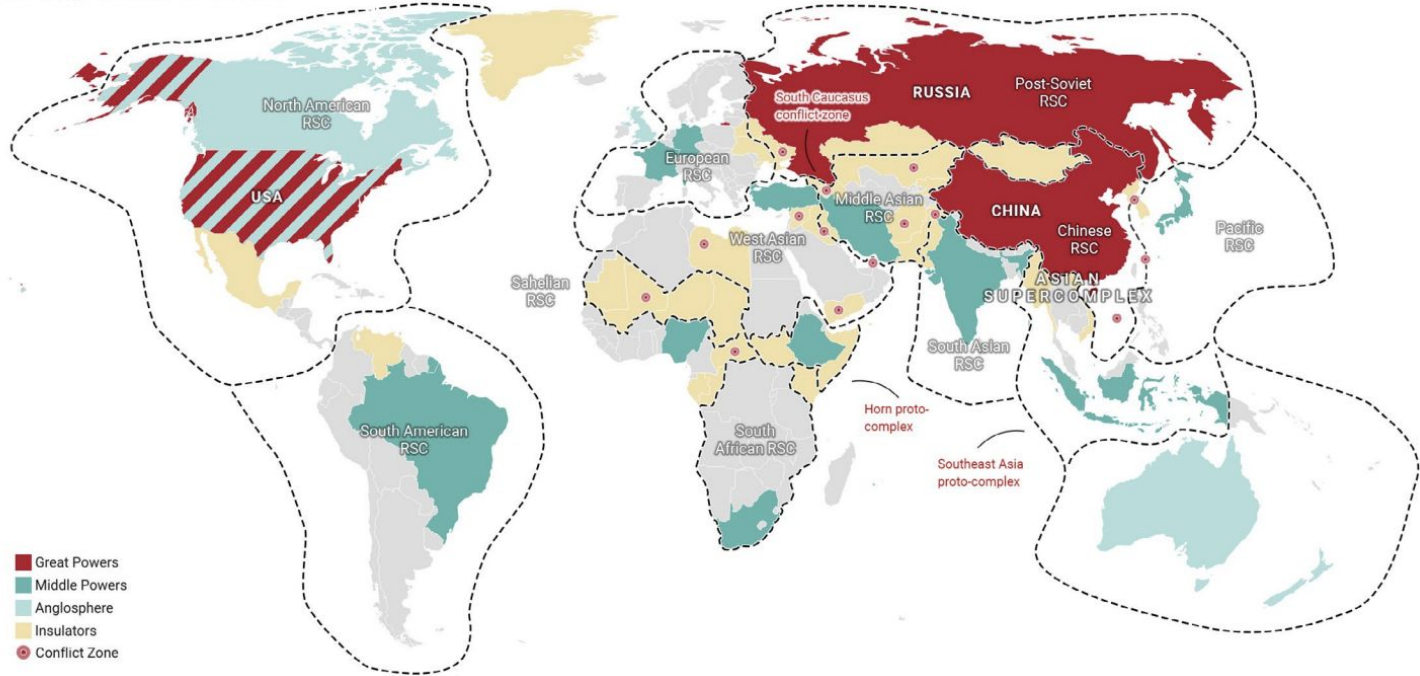 North American
RSC
USA
South American
RSC
European
RSC
South Caucasus
conflict zone
RUSSIA
Post-Soviet
RSC
Middle Asian
RSC
CHINA
Chinese
RSC
ASIAN
SUPERCOMPLEX
Pacific
RSC
West Asian
RSC
Sahelian
RSC
South Asian
RSC
South
African RSC
Horn proto-
complex
Southeast Asia
proto-complex
Great Powers
Middle Powers
Anglosphere
Insulators
Conflict Zone